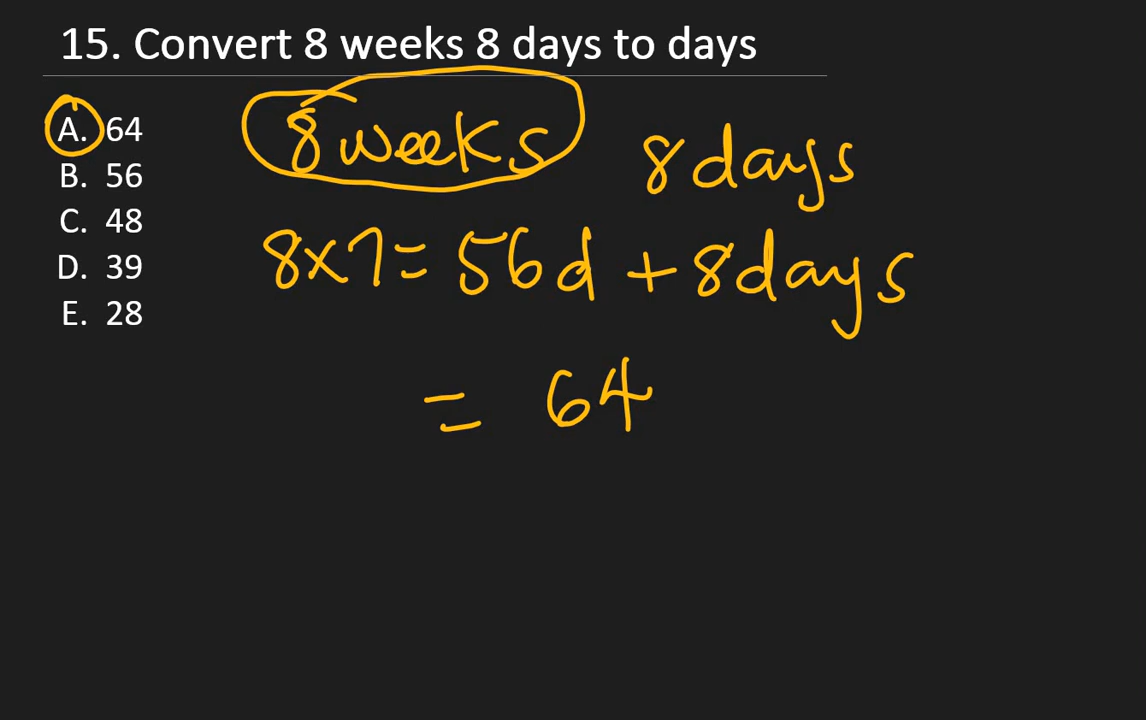 15. Convert 8 weeks 8 days to days
A. 64
B. 56
C. 48
D. 39
E. 28
8 weeks 8 days
8x7= 56d + 8days
= 64